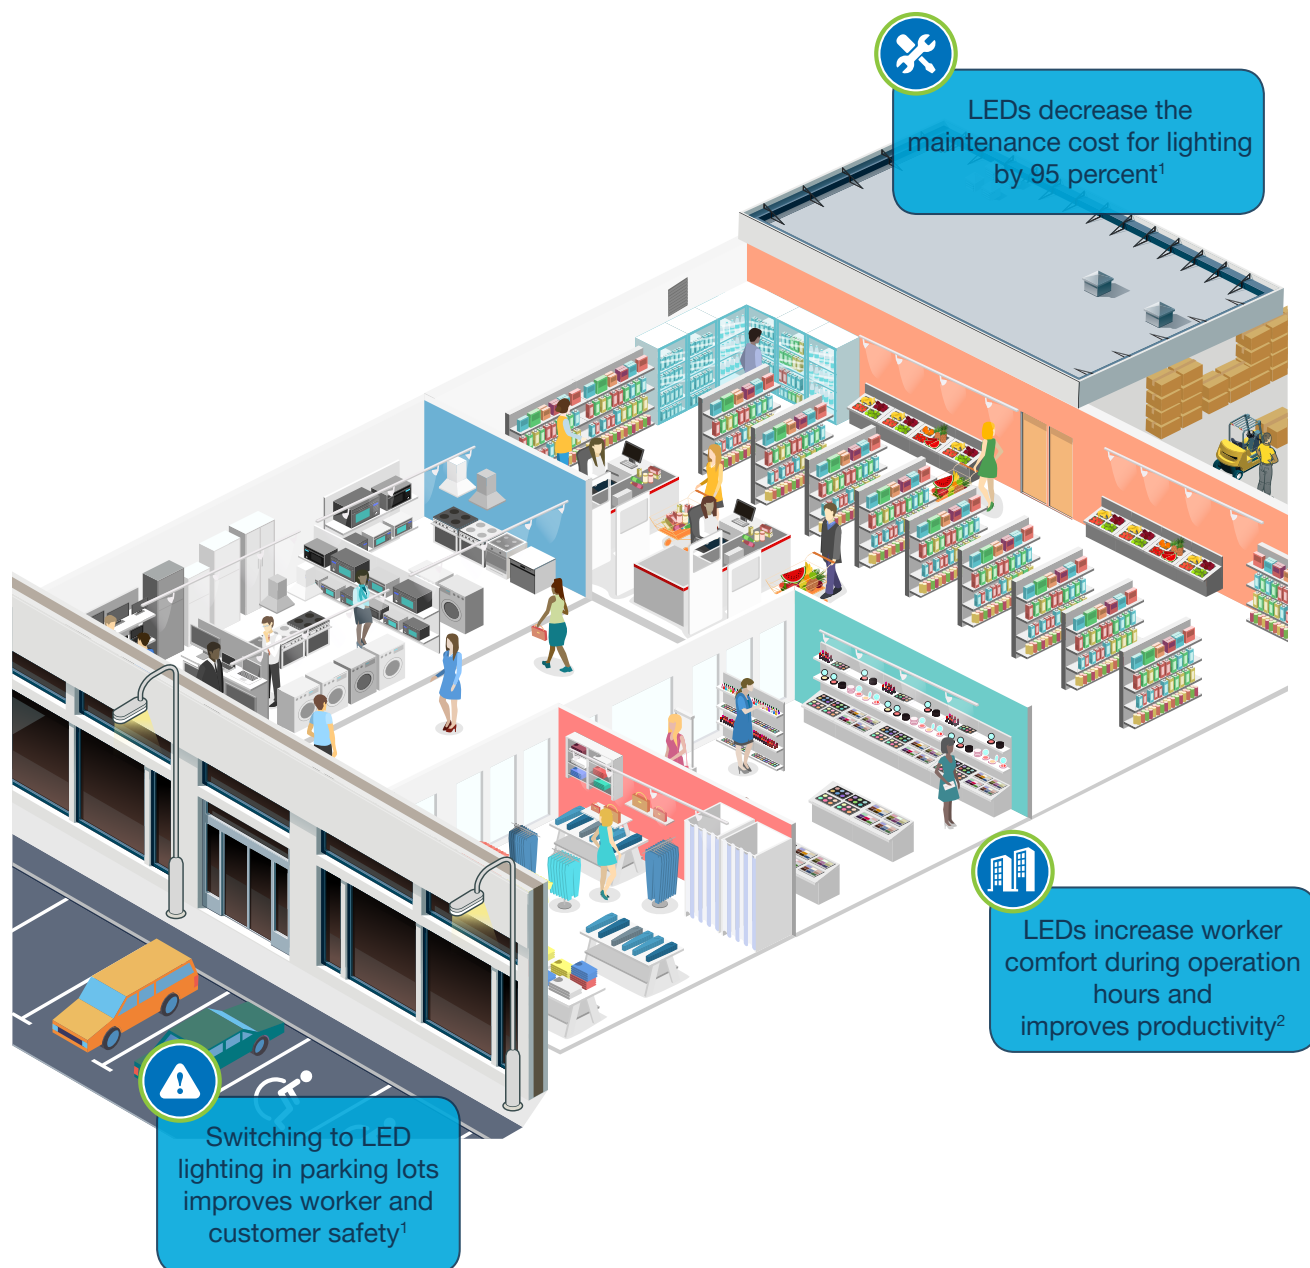 LEDs decrease the
maintenance cost for lighting
by 95 percent¹
LEDs increase worker
comfort during operation
hours and
improves productivity²
Switching to LED
lighting in parking lots
improves worker and
customer safety¹